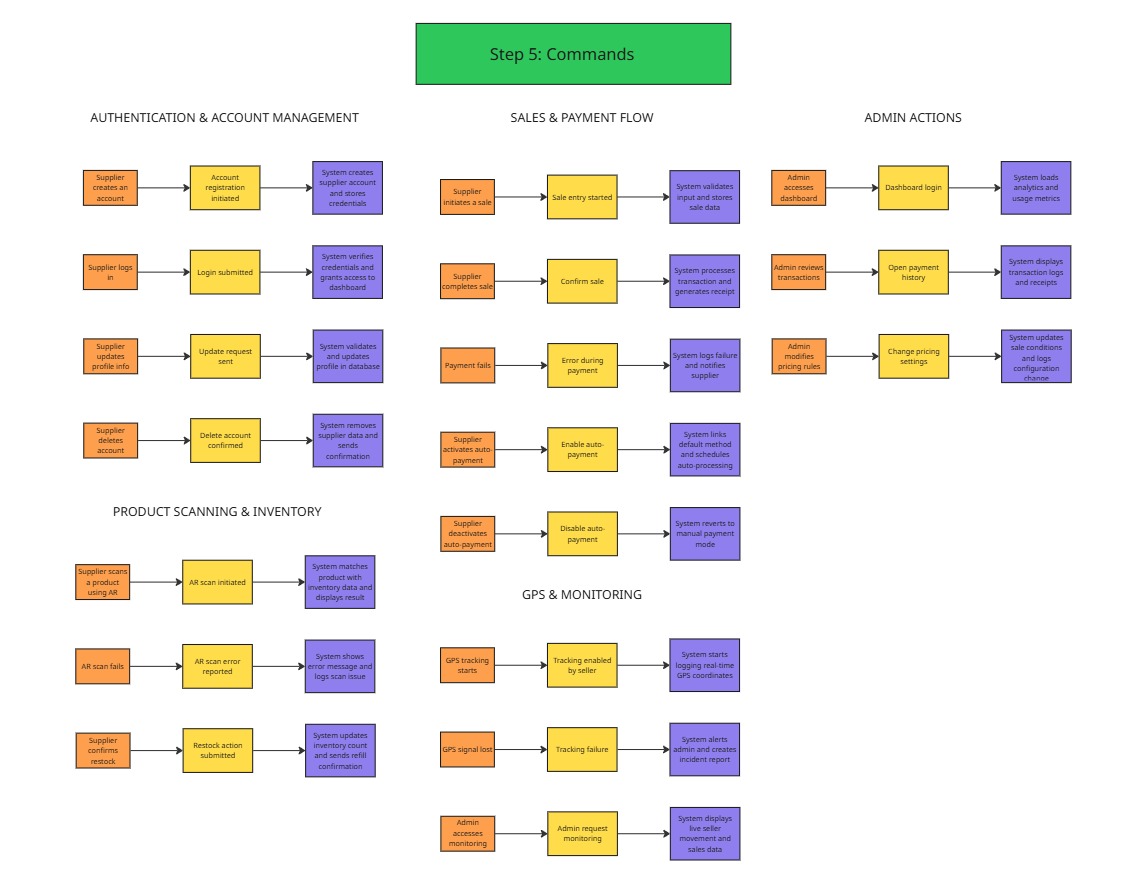 Step 5: Commands
AUTHENTICATION & ACCOUNT MANAGEMENT
Supplier
creates an
account
Account
registration
initiated
System creates
supplier account
and stores
credentials
Supplier logs
in
Login submitted
System verifies
credentials and
grants access to
dashboard
Supplier
updates
profile info
Update request
sent
System validates
and updates
profile in database
Supplier
deletes
account
Delete account
confirmed
System removes
supplier data and
sends
confirmation
PRODUCT SCANNING & INVENTORY
Supplier scans
a product
using AR
AR scan initiated
System matches
product with
inventory data and
displays result
AR scan fails
AR scan error
reported
System shows
error message and
logs scan issue
Supplier
confirms
restock
Restock action
submitted
System updates
inventory count
and sends refill
confirmation
SALES & PAYMENT FLOW
Supplier
initiates a sale
Sale entry started
System validates
input and stores
sale data
Supplier
completes sale
Confirm sale
System processes
transaction and
generates receipt
Payment fails
Error during
payment
System logs failure
and notifies
supplier
Supplier
activates auto-
payment
Enable auto-
payment
System links
default method
and schedules
auto-processing
Supplier
deactivates
auto-payment
Disable auto-
payment
System reverts to
manual payment
mode
GPS & MONITORING
GPS tracking
starts
Tracking enabled
by seller
System starts
logging real-time
GPS coordinates
GPS signal lost
Tracking failure
System alerts
admin and creates
incident report
Admin
accesses
monitoring
Admin request
monitoring
System displays
live seller
movement and
sales data
ADMIN ACTIONS
Admin
accesses
dashboard
Dashboard login
System loads
analytics and
usage metrics
Admin reviews
transactions
Open payment
history
System displays
transaction logs
and receipts
Admin
modifies
pricing rules
Change pricing
settings
System updates
sale conditions
and logs
configuration
change